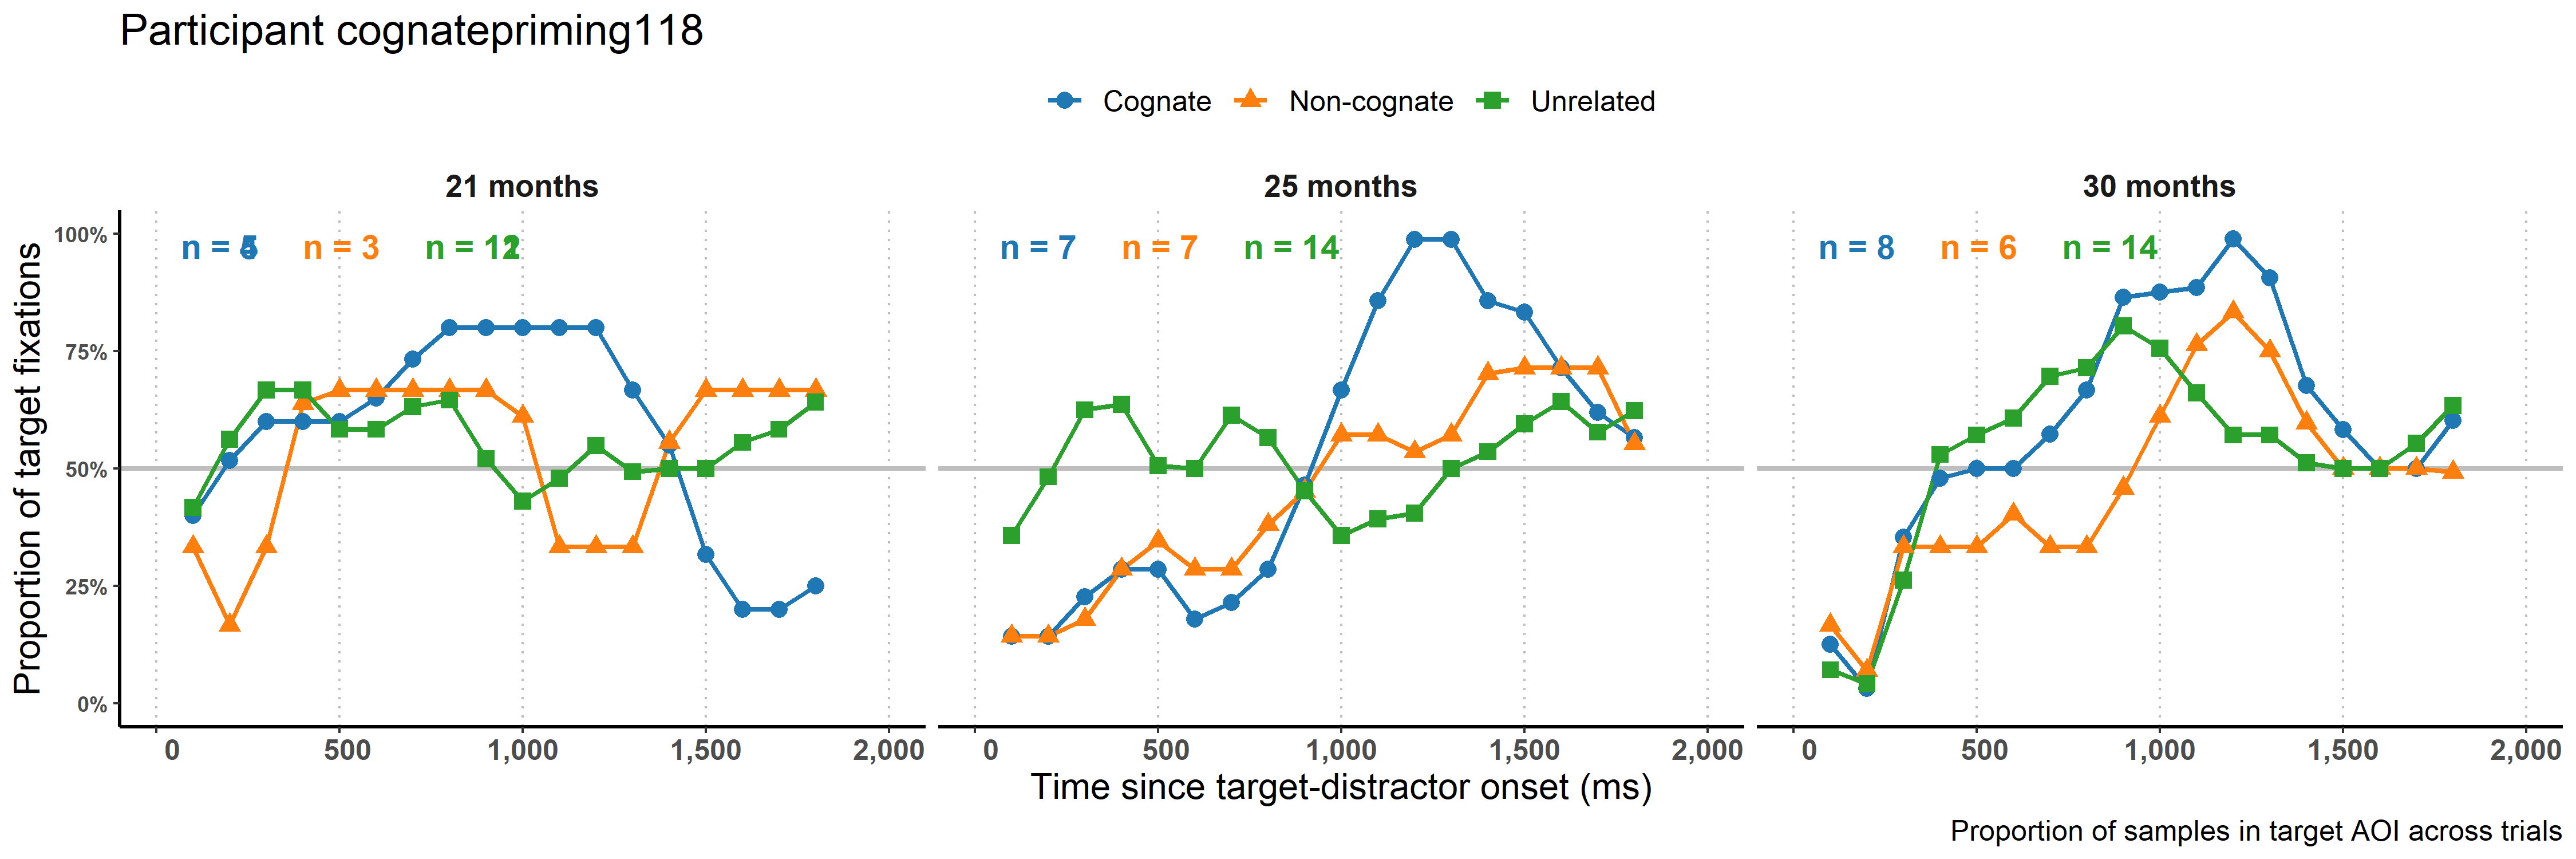 Participant cognatepriming118
Cognate Non-cognate Unrelated
21 months 25 months 30 months
n = n = 3 n = n = 7 n = 7 n = 14 n = 8 n = 6 n = 14
100%
75%
50%
25%
0%
Proportion of target fixations
0 500 1,000 1,500 2,000 0 500 1,000 1,500 2,000 0 500 1,000 1,500 2,000
Time since target-distractor onset (ms)
Proportion of samples in target AOI across trials